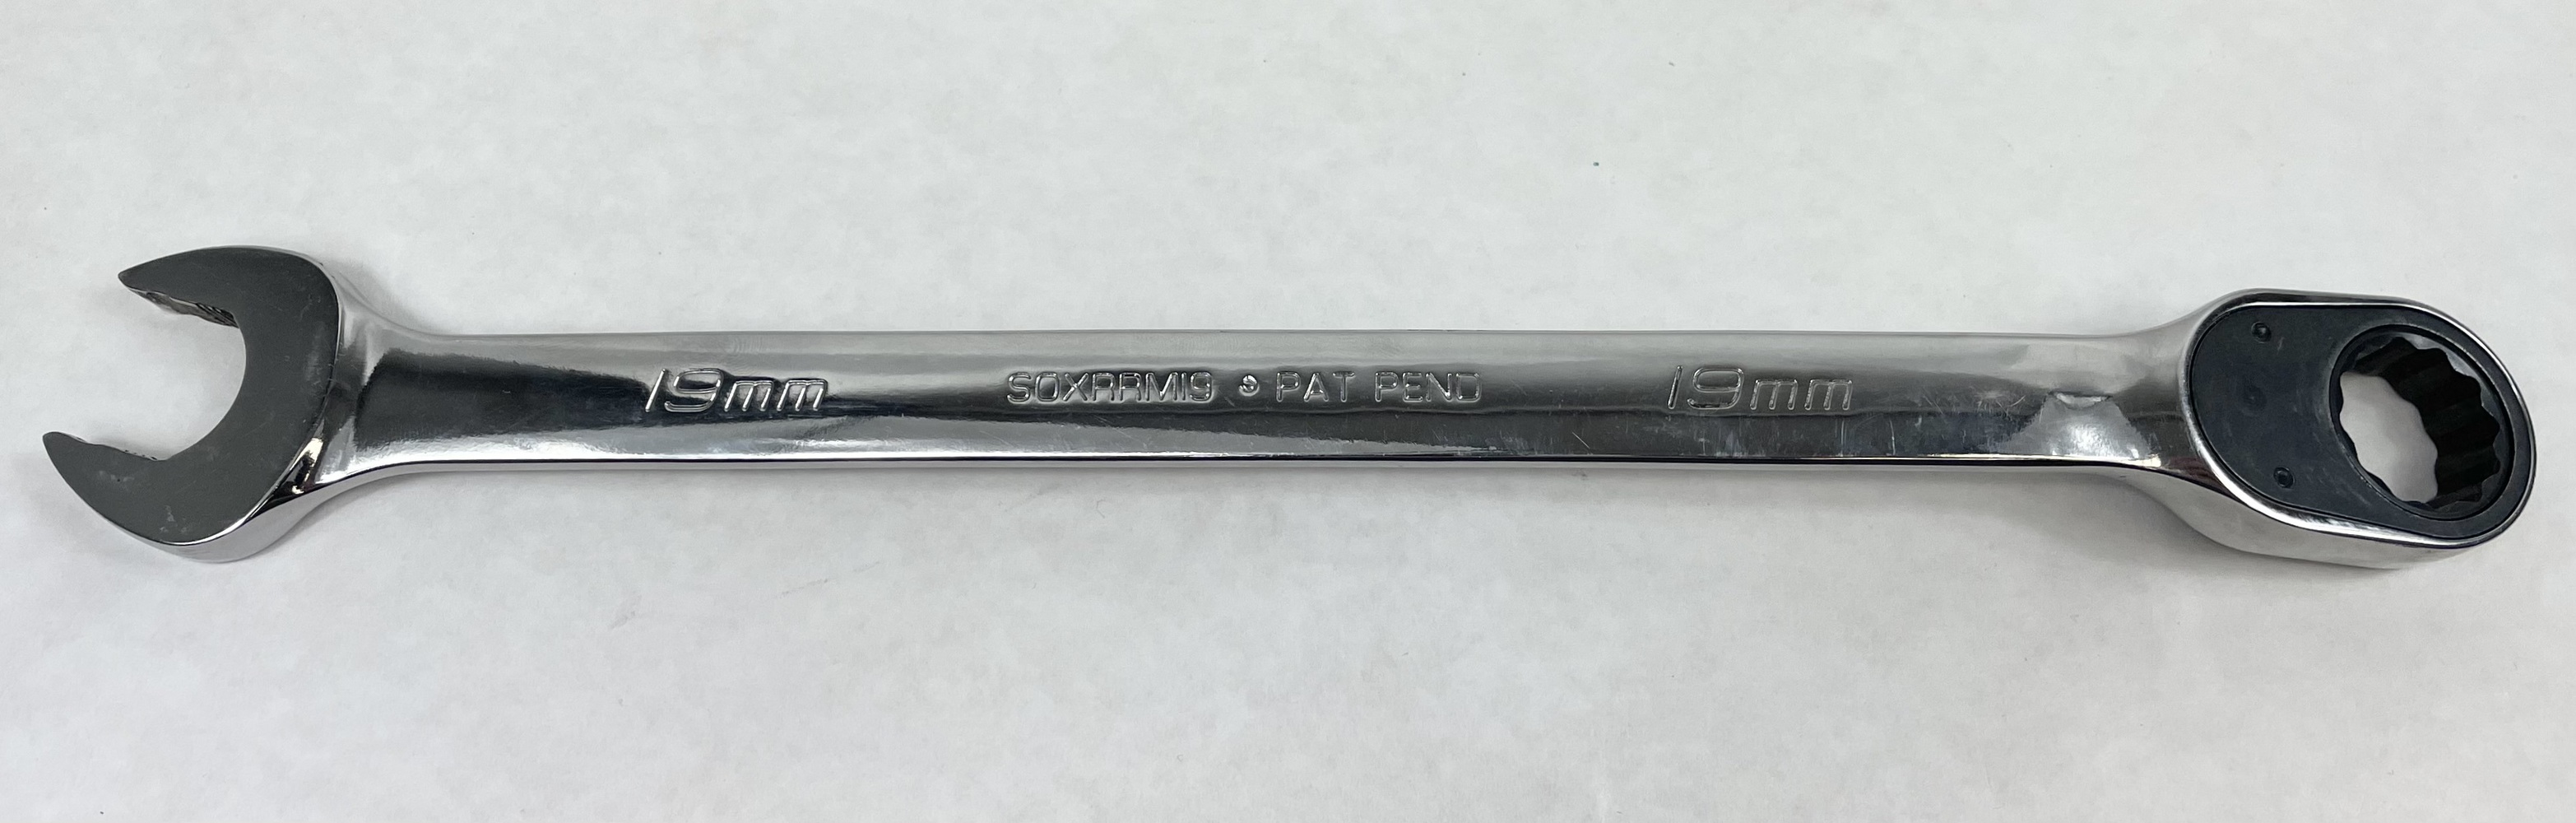 19mm SOXRRM19 PAT PEND 19mm